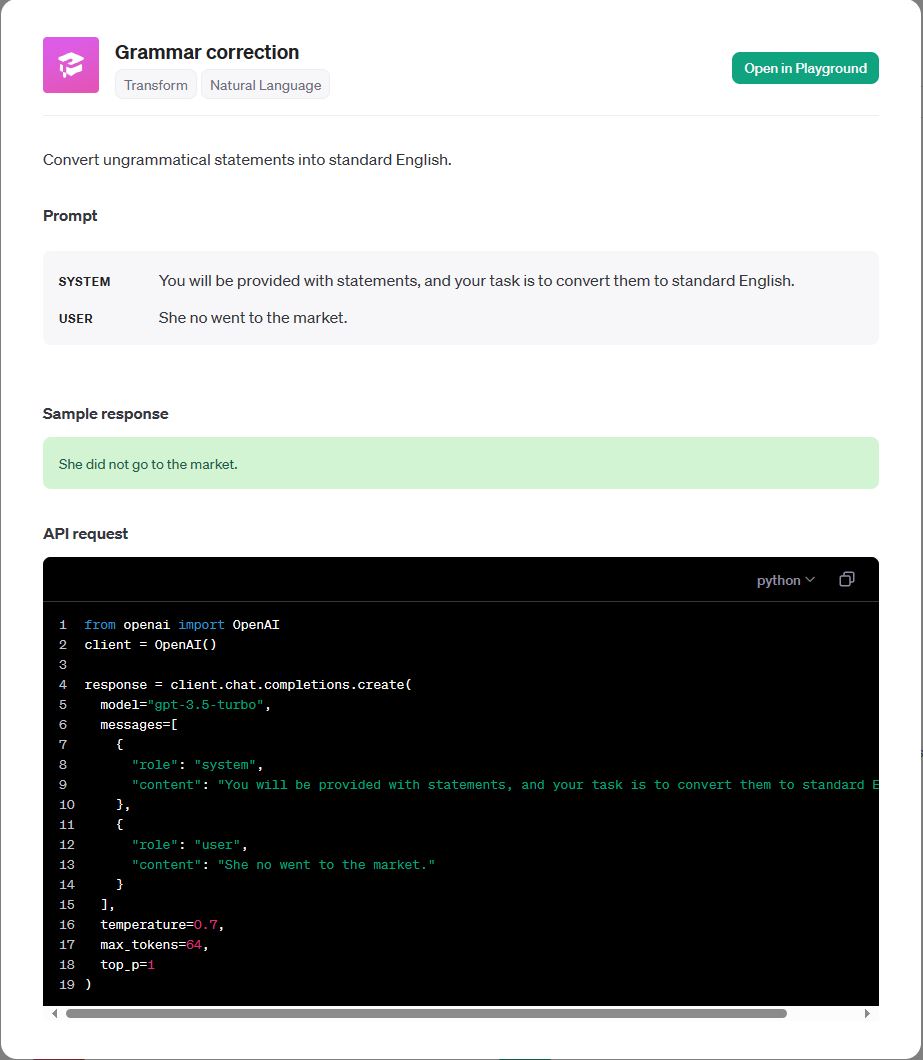 Grammar correction
Transform Natural Language
Open in Playground
Convert ungrammatical statements into standard English.
Prompt
SYSTEM You will be provided with statements, and your task is to convert them to standard English.
USER She no went to the market.
Sample response
She did not go to the market.
API request
python
1 from openai import OpenAI
2 client = OpenAI()
3
4 response = client.chat.completions.create(
5   model="gpt-3.5-turbo",
6   messages=[
7     {
8       "role": "system",
9       "content": "You will be provided with statements, and your task is to convert them to standard E
10     },
11     {
12       "role": "user",
13       "content": "She no went to the market."
14     }
15   ],
16   temperature=0.7,
17   max_tokens=64,
18   top_p=1
19 )